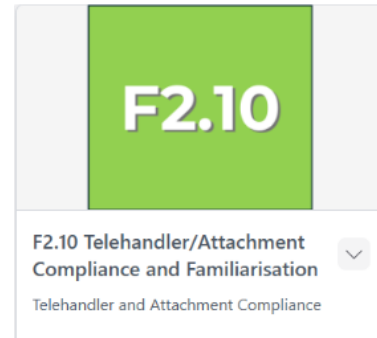 F2.10
F2.10 Telehandler/Attachment
Compliance and Familiarisation
Telehandler and Attachment Compliance